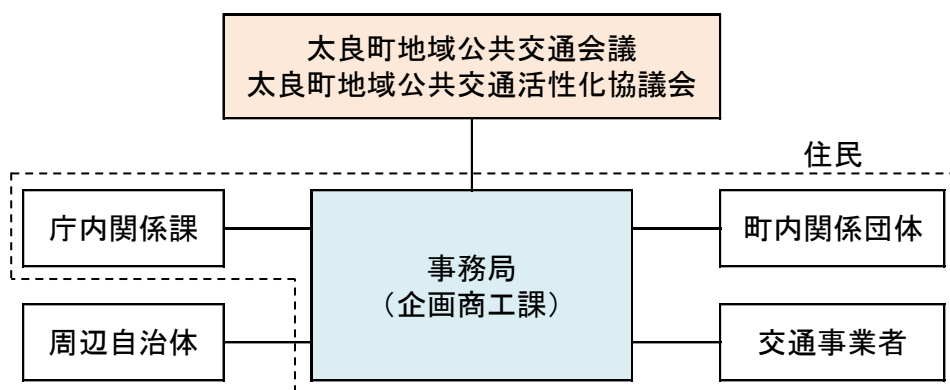 太良町地域公共交通会議
太良町地域公共交通活性化協議会
住民
庁内関係課
事務局
（企画商工課）
町内関係団体
周辺自治体
交通事業者